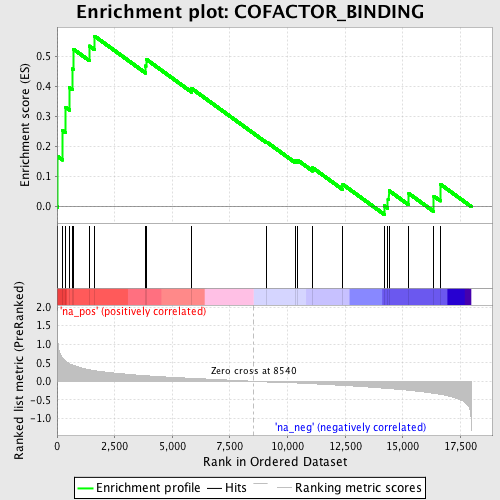 Enrichment plot: COFACTOR_BINDING
Enrichment score (ES)
0.5
0.4
0.3
0.2
0.1
0.0
'na_pos' (positively correlated)
Ranked list metric (PreRanked)
2.0
1.5
1.0
0.5
0.0
-0.5
-1.0
Zero cross at 8540
'na_neg' (negatively correlated)
0
2,500
5,000
7,500
10,000
12,500
15,000
17,500
Rank in Ordered Dataset
Enrichment profile
Hits
Ranking metric scores